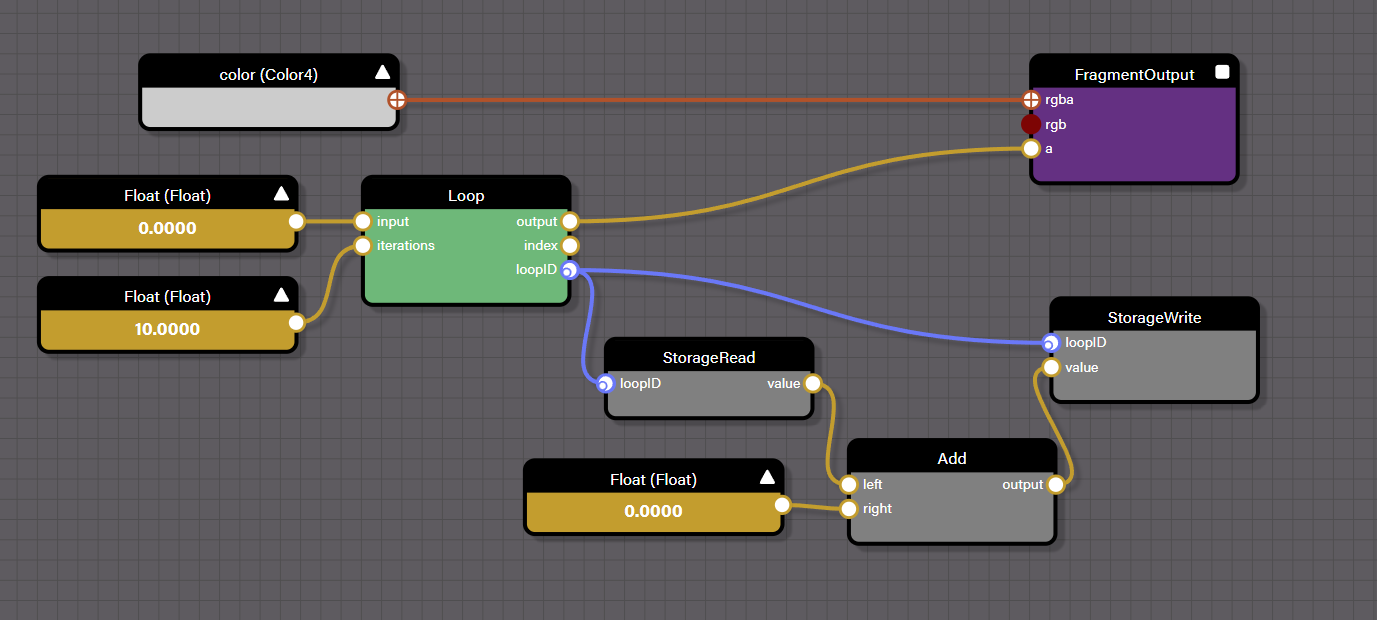 color (Color4)
FragmentOutput
rgba
rgb
a
Float (Float)
0.0000
Loop
input
output
iterations
index
loopID
Float (Float)
10.0000
StorageWrite
loopID
value
StorageRead
loopID
value
Add
left
output
right
Float (Float)
0.0000